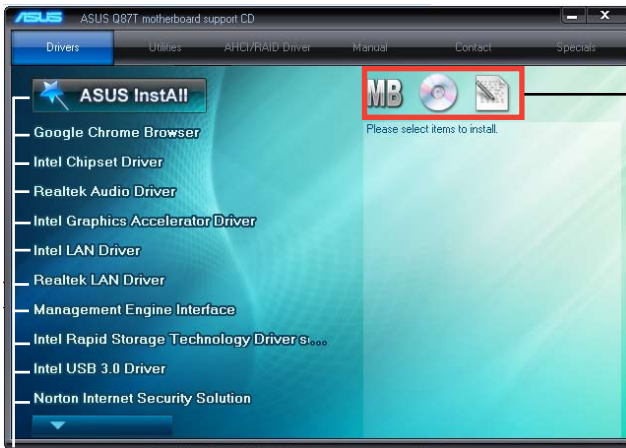 ASUS ASUS Q87T motherboard support CD
Drivers Utilities AHCI/RAID Driver Manual Contact Specials
ASUS InstAll
MB
Please select items to install.
Google Chrome Browser
Intel Chipset Driver
Realtek Audio Driver
Intel Graphics Accelerator Driver
Intel LAN Driver
Realtek LAN Driver
Management Engine Interface
Intel Rapid Storage Technology Driver s...
Intel USB 3.0 Driver
Norton Internet Security Solution